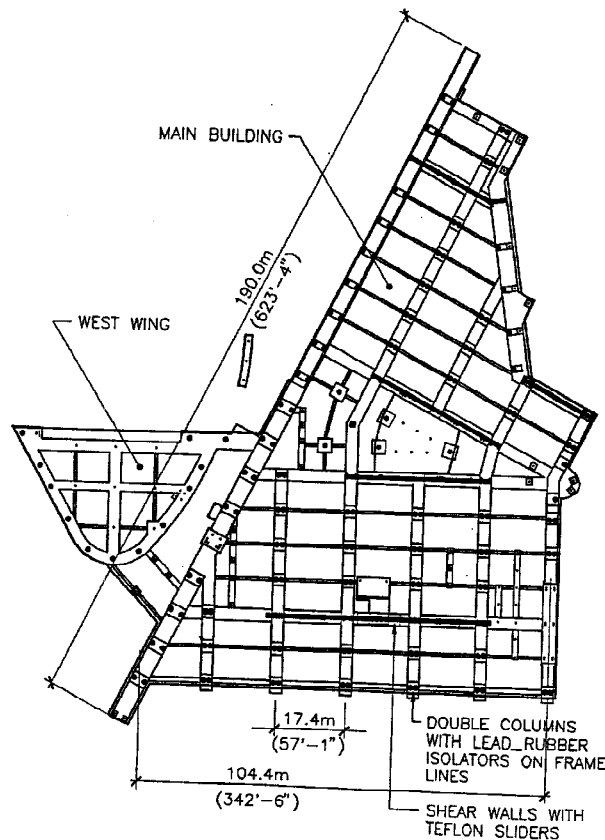 MAIN BUILDING
190.0m
(623'-4")
WEST WING
17.4m
(57'-1")
DOUBLE COLUMNS
WITH LEAD_RUBBER
ISOLATORS ON FRAME
LINES
104.4m
(342'-6")
SHEAR WALLS WITH
TEFLON SLIDERS